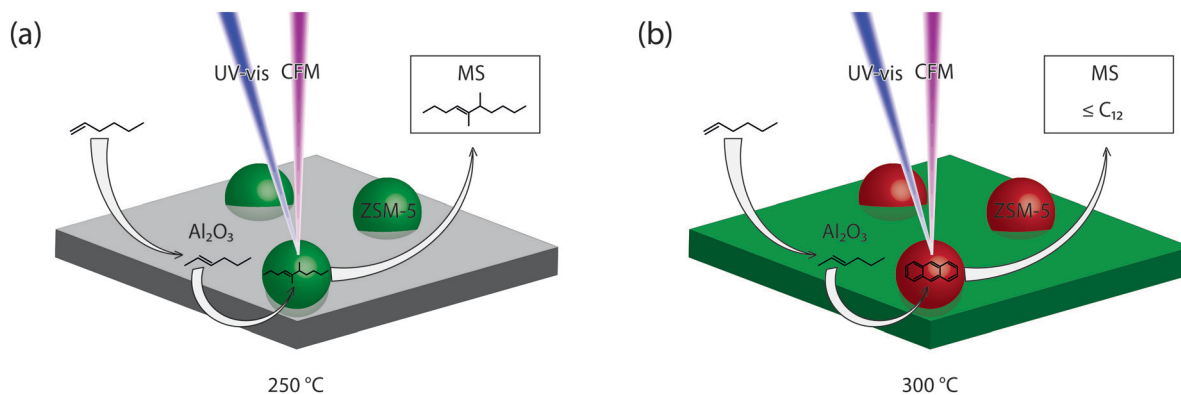 (a)
UV-vis CFM
MS
ZSM-5
Al₂O₃
250 °C
(b)
UV-vis CFM
MS
≤ C₁₂
ZSM-5
Al₂O₃
300 °C